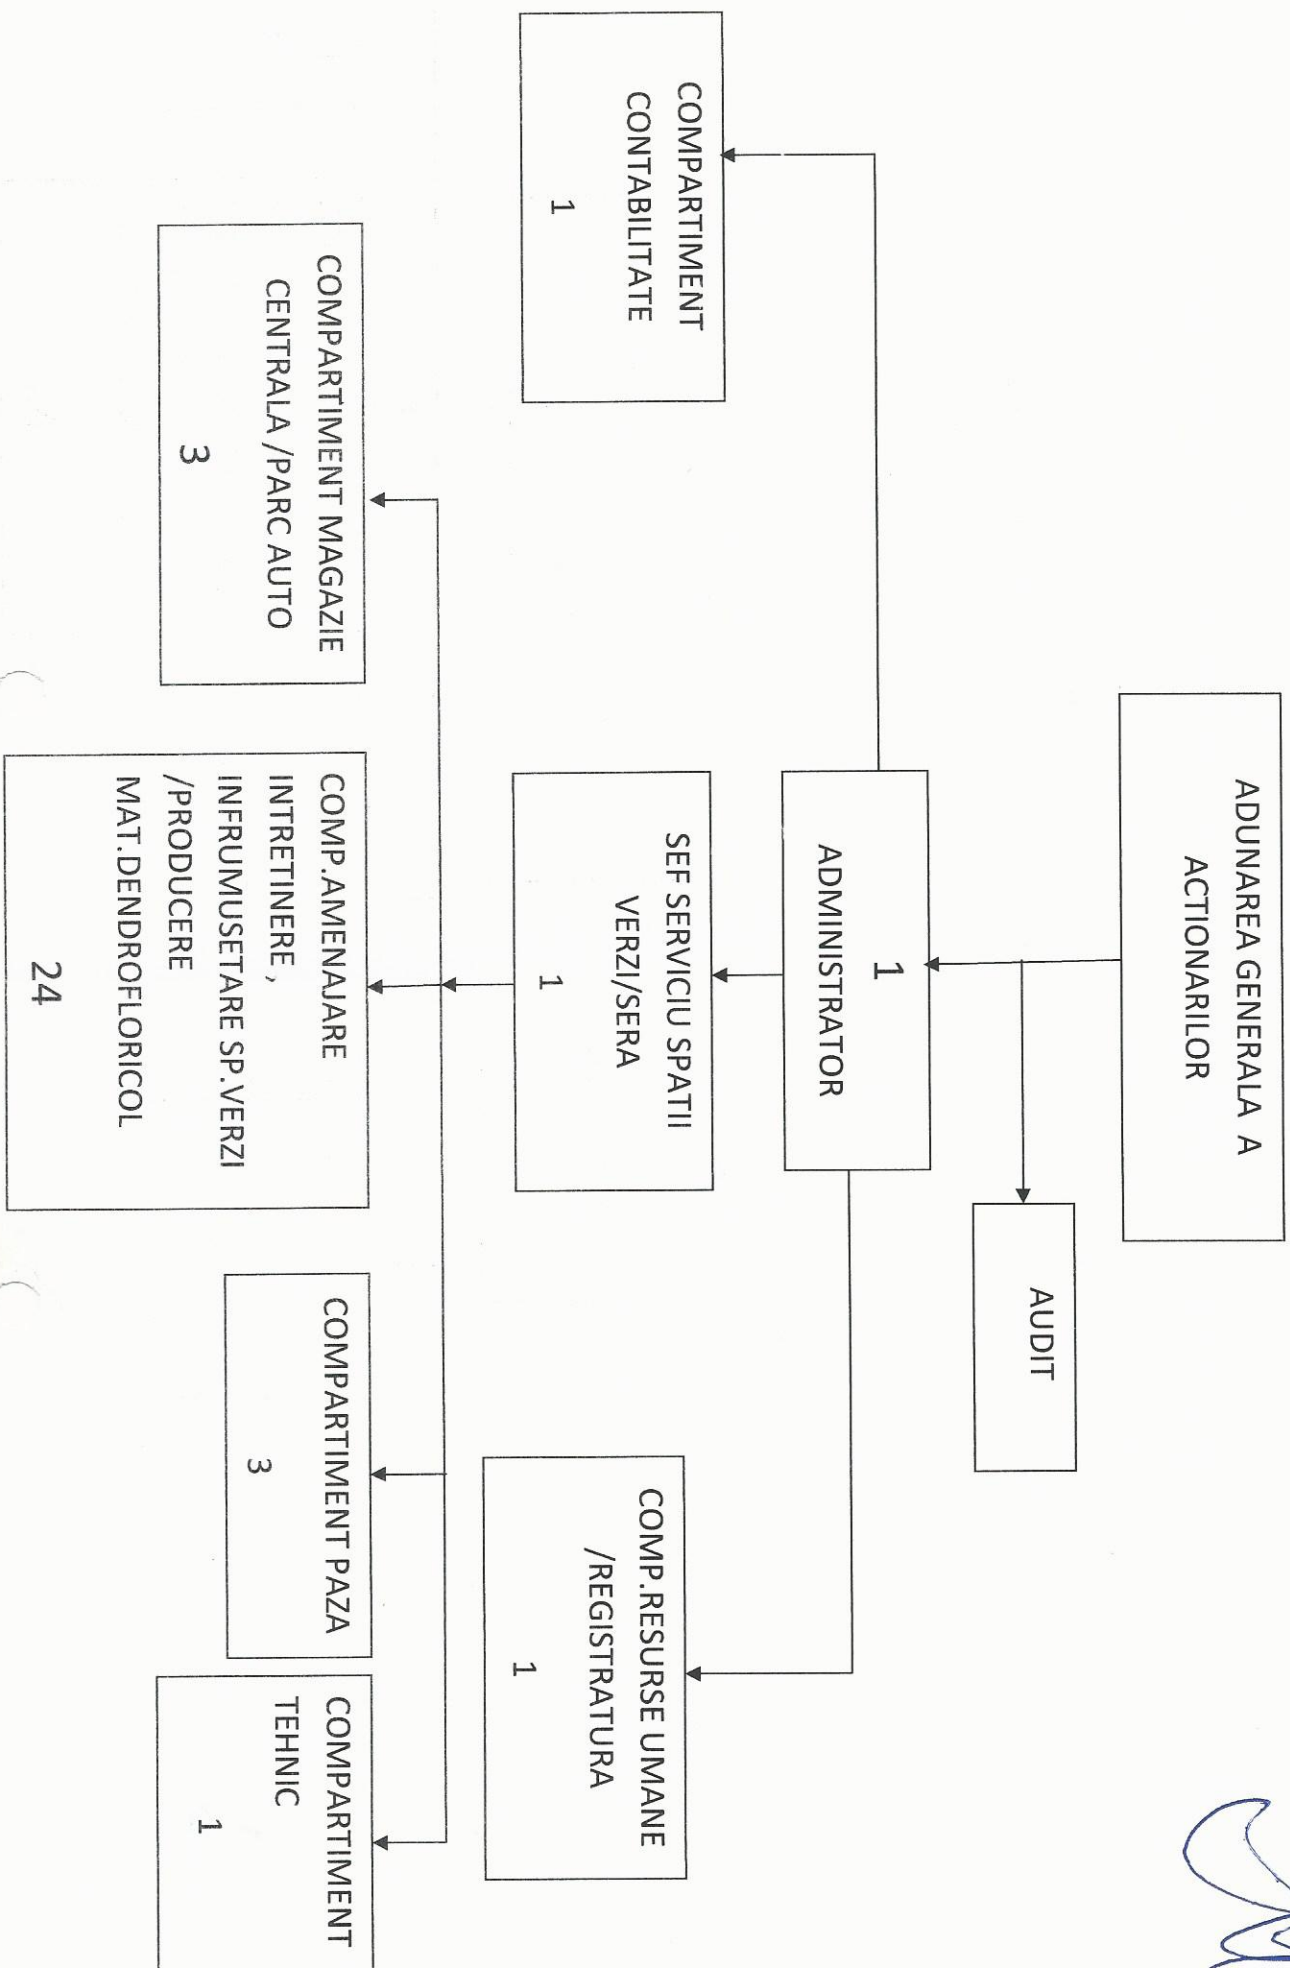 ADUNAREA GENERALA A
ACTIONARILOR
AUDIT
1
ADMINISTRATOR
COMPARTIMENT
CONTABILITATE
1
SEF SERVICIU SPATII
VERZI/SERA
1
COMP.RESURSE UMANE
/REGISTRATURA
1
COMPARTIMENT MAGAZIE
CENTRALA /PARC AUTO
3
COMP.AMENAJARE
INTRETINERE ,
INFRUMUSETARE SP.VERZI
/PRODUCERE
MAT.DENDROFLORICOL
24
COMPARTIMENT PAZA
3
COMPARTIMENT
TEHNIC
1